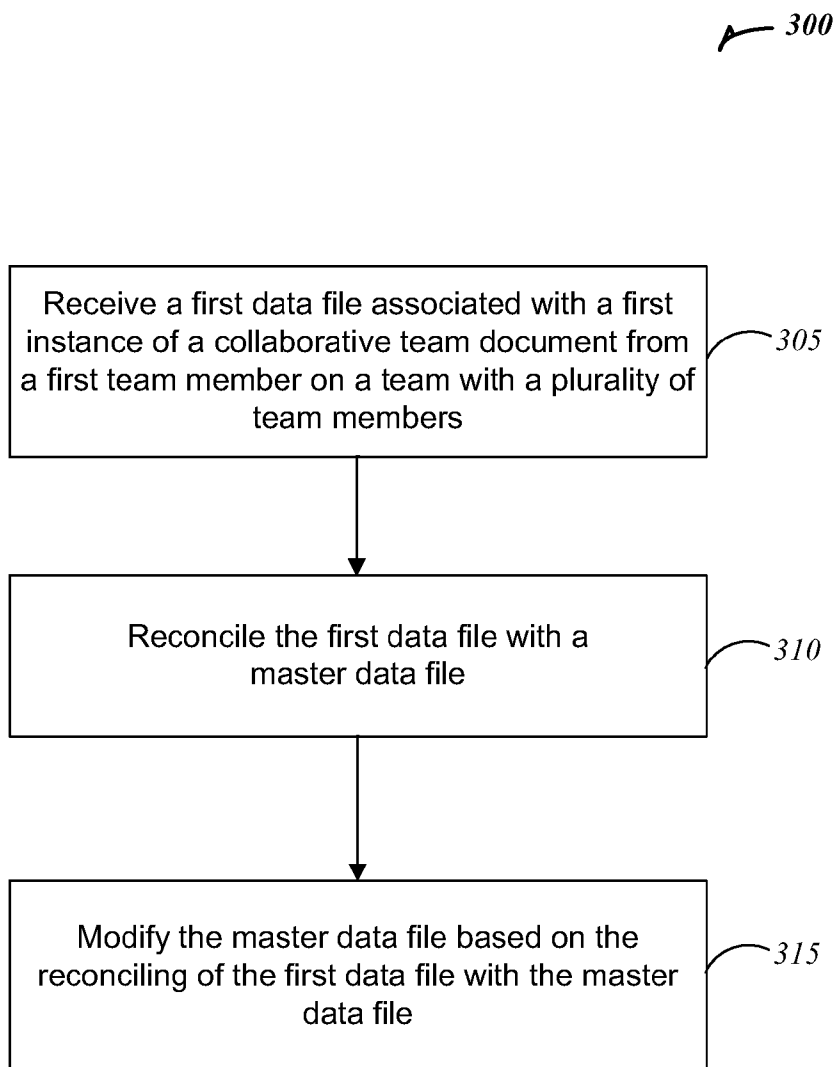 300
Receive a first data file associated with a first
instance of a collaborative team document from
a first team member on a team with a plurality of
team members
305
Reconcile the first data file with a
master data file
310
Modify the master data file based on the
reconciling of the first data file with the master
data file
315